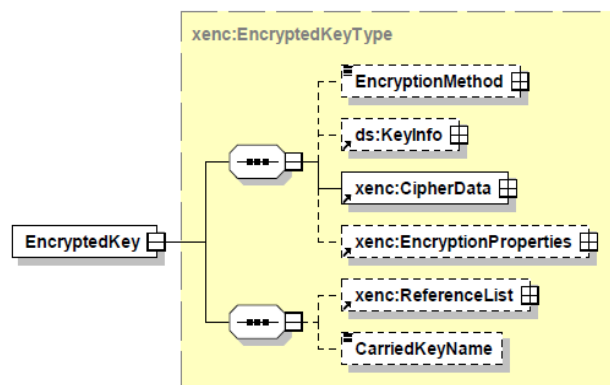 xenc:EncryptedKeyType
EncryptionMethod
ds:KeyInfo
xenc:CipherData
EncryptedKey
xenc:EncryptionProperties
xenc:ReferenceList
CarriedKeyName